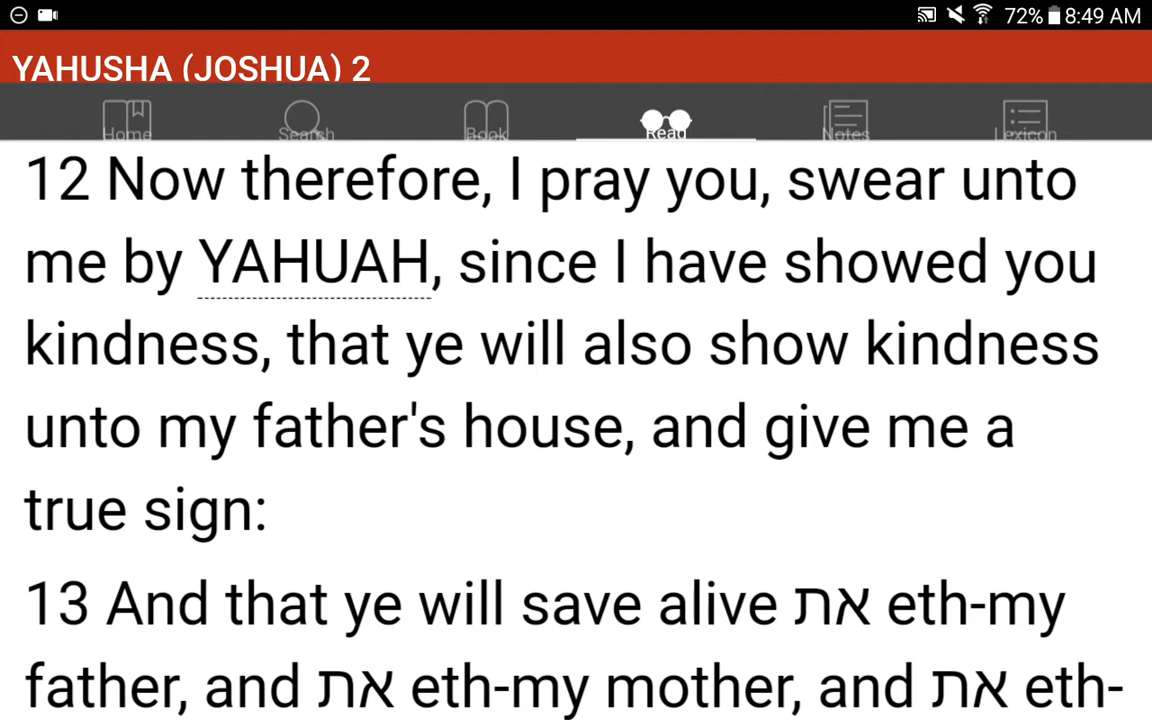 72% 8:49 AM
YAHUSHA (JOSHUA) 2
Home Search Book Read Notes Lexicon
12 Now therefore, I pray you, swear unto
me by YAHUAH, since I have showed you
kindness, that ye will also show kindness
unto my father's house, and give me a
true sign:
13 And that ye will save alive את eth-my
father, and את eth-my mother, and את eth-